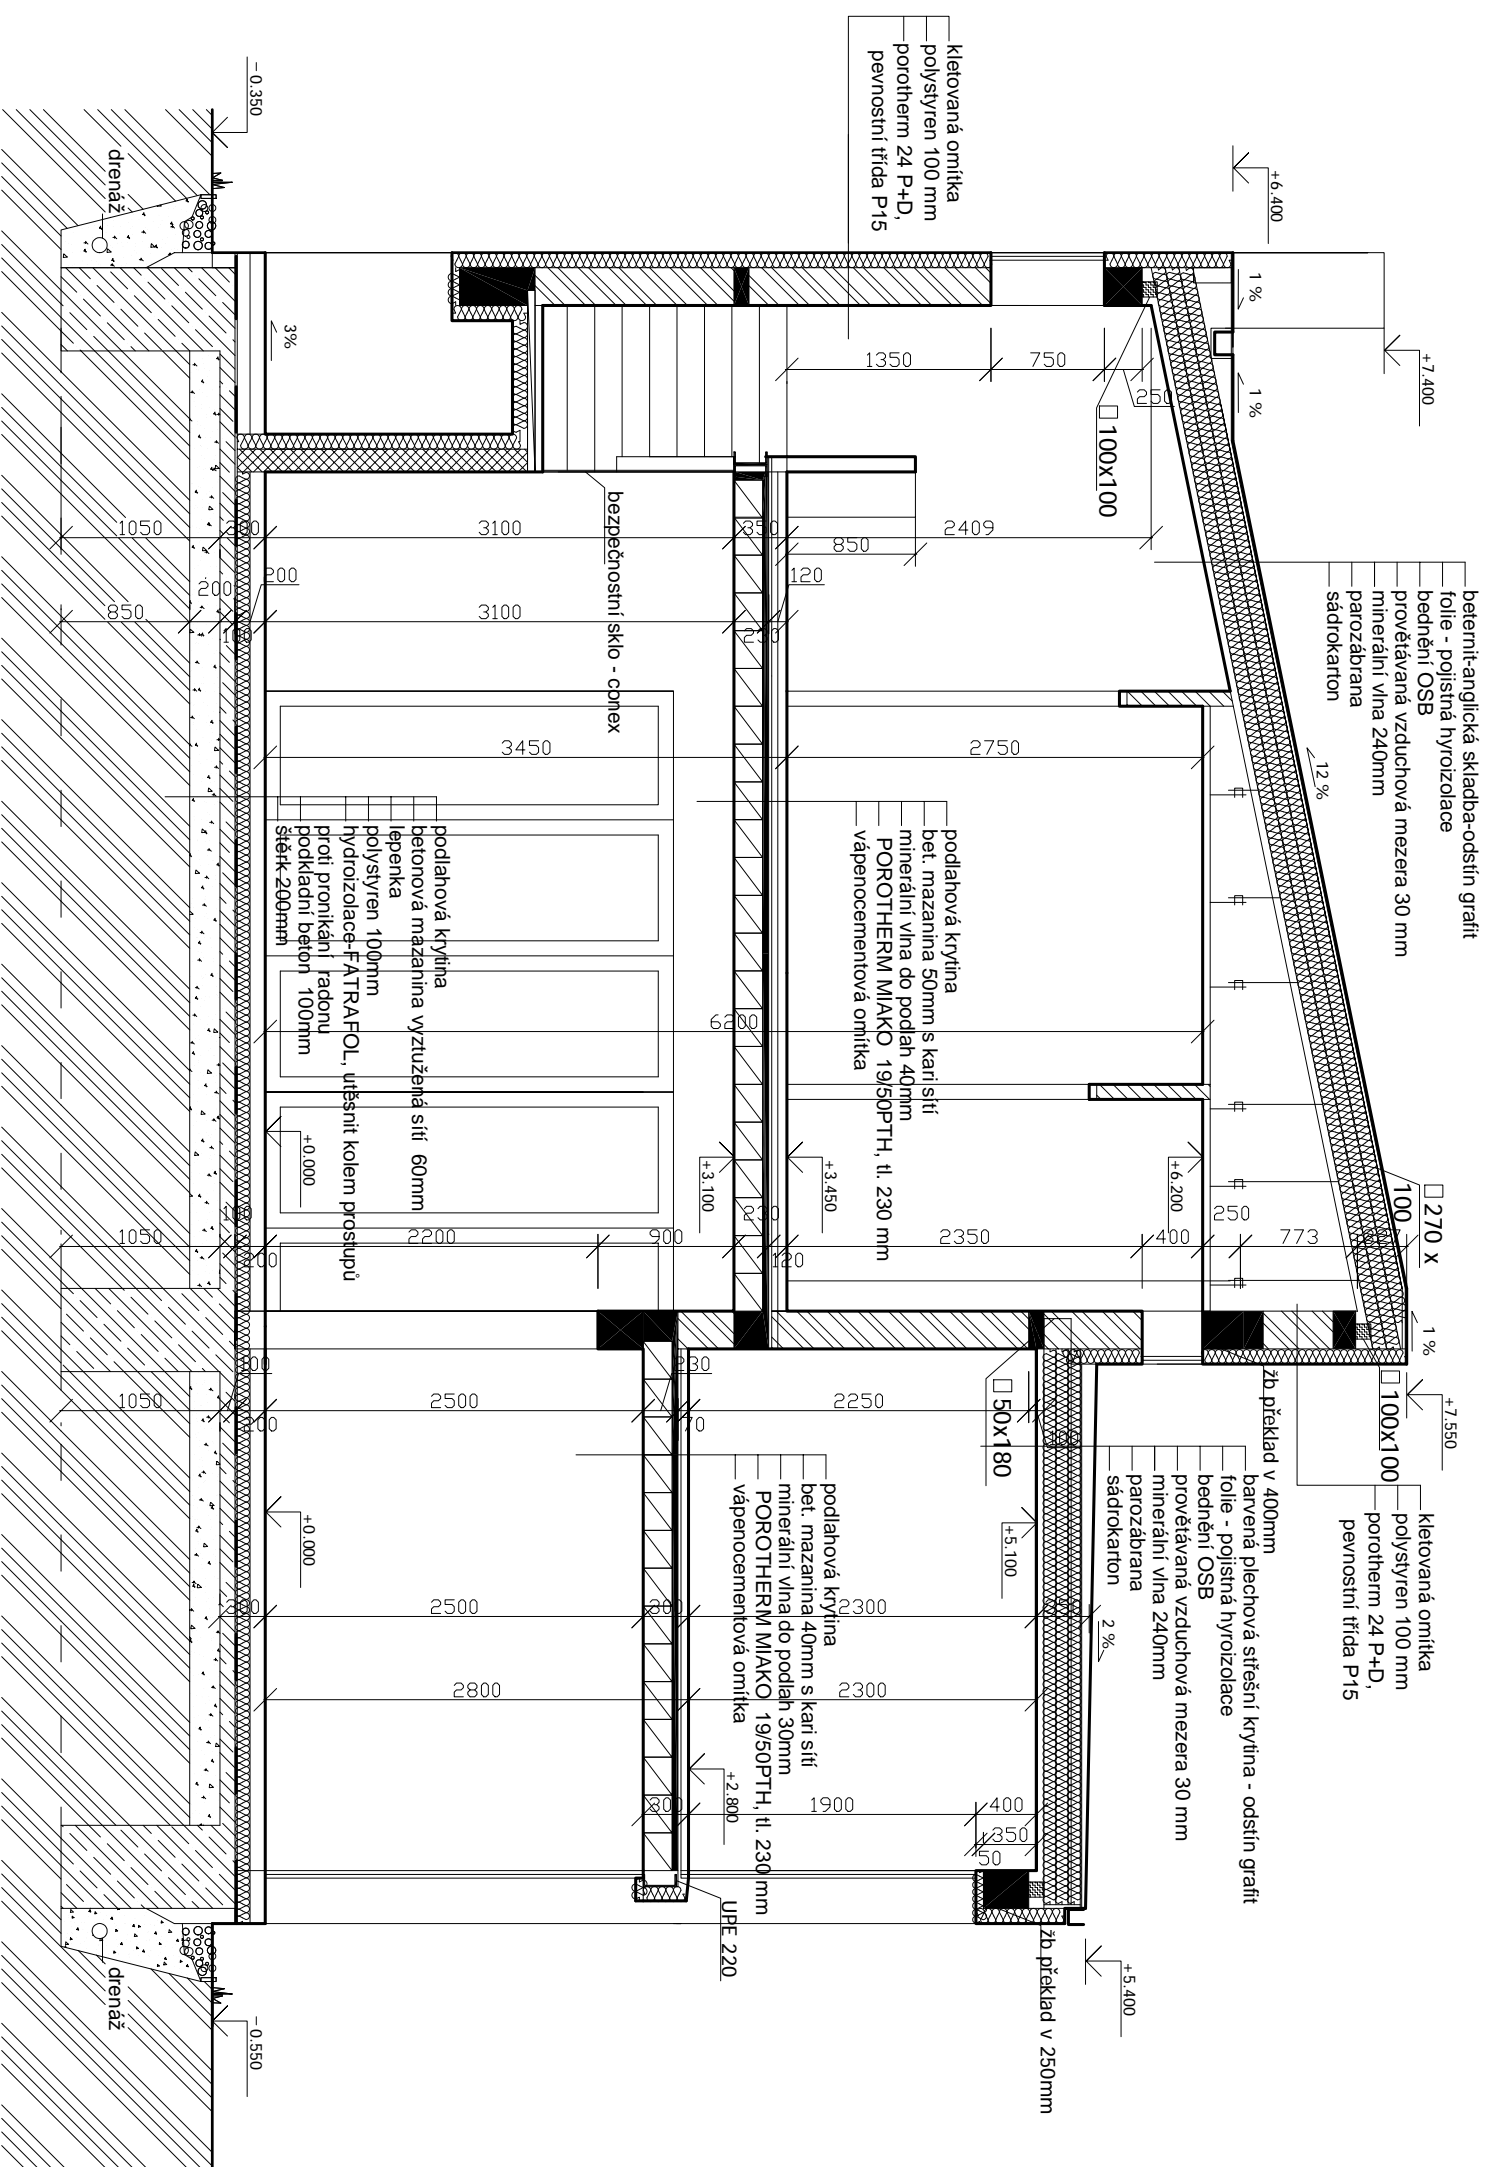 beternit-anglická skladba-odstín grafit
folie - pojistná hyroizolace
bednění OSB
provětávaná vzduchová mezera 30 mm
minerální vlna 240mm
parozábrana
sádrokarton
+7.400
+6.400
1 %
1 %
12 %
□ 270 x
100
1 %
+7.550
□ 100x100
kletovaná omítka
polystyren 100 mm
porotherm 24 P+D,
pevnostní třída P15
kletovaná omítka
polystyren 100 mm
porotherm 24 P+D,
pevnostní třída P15
žb překlad v 400mm
barvená plechová střešní krytina - odstín grafit
folie - pojistná hyroizolace
bednění OSB
provětávaná vzduchová mezera 30 mm
minerální vlna 240mm
parozábrana
sádrokarton
2 %
+5.400
žb překlad v 250mm
□ 100x100
250
750
1350
2409
850
2750
+6.200
250
773
400
2350
□ 50x180
+5.100
2250
2300
2300
400
350
50
1900
podlahová krytina
bet. mazanina 50mm s kari sítí
minerální vlna do podlah 40mm
POROTHERM MIAKO 19/50PTH, tl. 230 mm
vápenocementová omítka
+3.450
+3.100
podlahová krytina
bet. mazanina 40mm s kari sítí
minerální vlna do podlah 30mm
POROTHERM MIAKO 19/50PTH, tl. 230 mm
vápenocementová omítka
+2.800
UPE 220
350
120
230
230
120
230
70
300
300
6200
bezpečnostní sklo - conex
3100
3100
3450
900
2200
2500
2500
2800
podlahová krytina
betonová mazanina vyztužená sítí 60mm
lepenka
polystyren 100mm
hydroizolace-FATRAFOL, utěsnit kolem prostupů
proti pronikání radonu
podkladní beton 100mm
štěrk 200mm
+0.000
+0.000
3%
-0.350
-0.550
drenáž
drenáž
1050
300
200
850
200
100
1050
100
200
1050
100
200
300